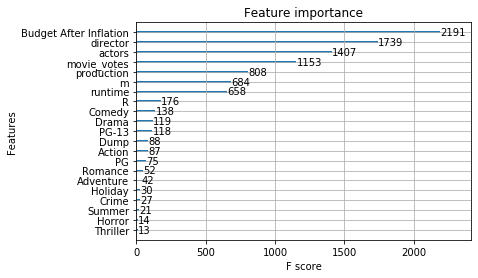 Feature importance
Budget After Inflation 2191
director 1739
actors 1407
movie_votes 1153
production 808
m 684
runtime 658
R 176
Comedy 138
Drama 119
PG-13 118
Dump 88
Action 87
PG 75
Romance 52
Adventure 42
Holiday 30
Crime 27
Summer 21
Horror 14
Thriller 13
Features
0 500 1000 1500 2000
F score